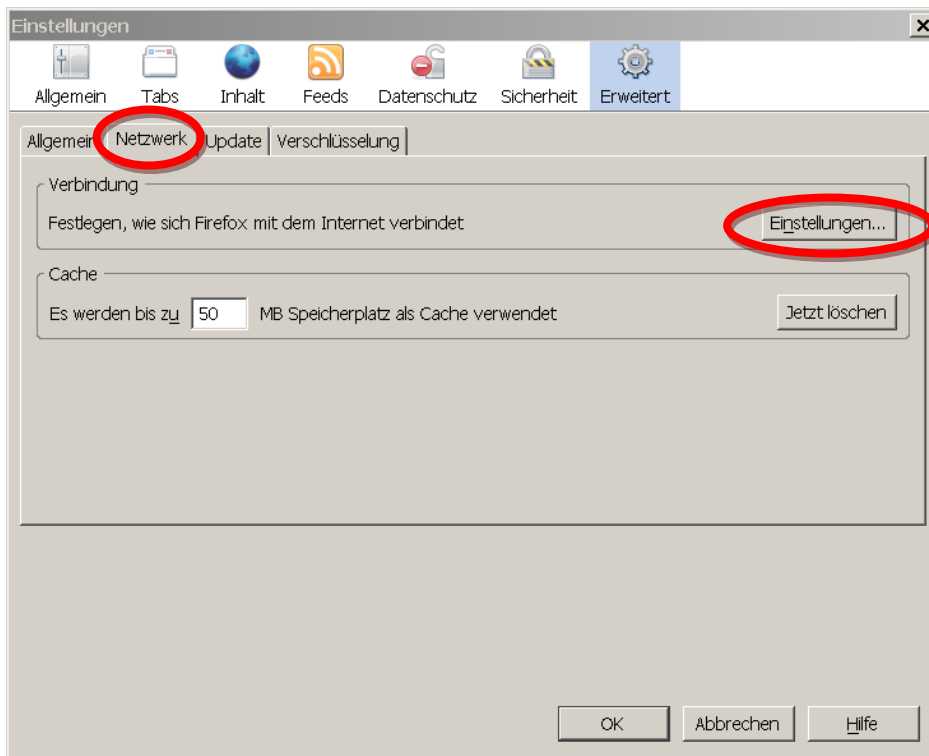 Einstellungen
Allgemein Tabs Inhalt Feeds Datenschutz Sicherheit Erweitert
Allgemein Netzwerk Update Verschlüsselung
Verbindung
Festlegen, wie sich Firefox mit dem Internet verbindet Einstellungen...
Cache
Es werden bis zu 50 MB Speicherplatz als Cache verwendet Jetzt löschen
OK Abbrechen Hilfe